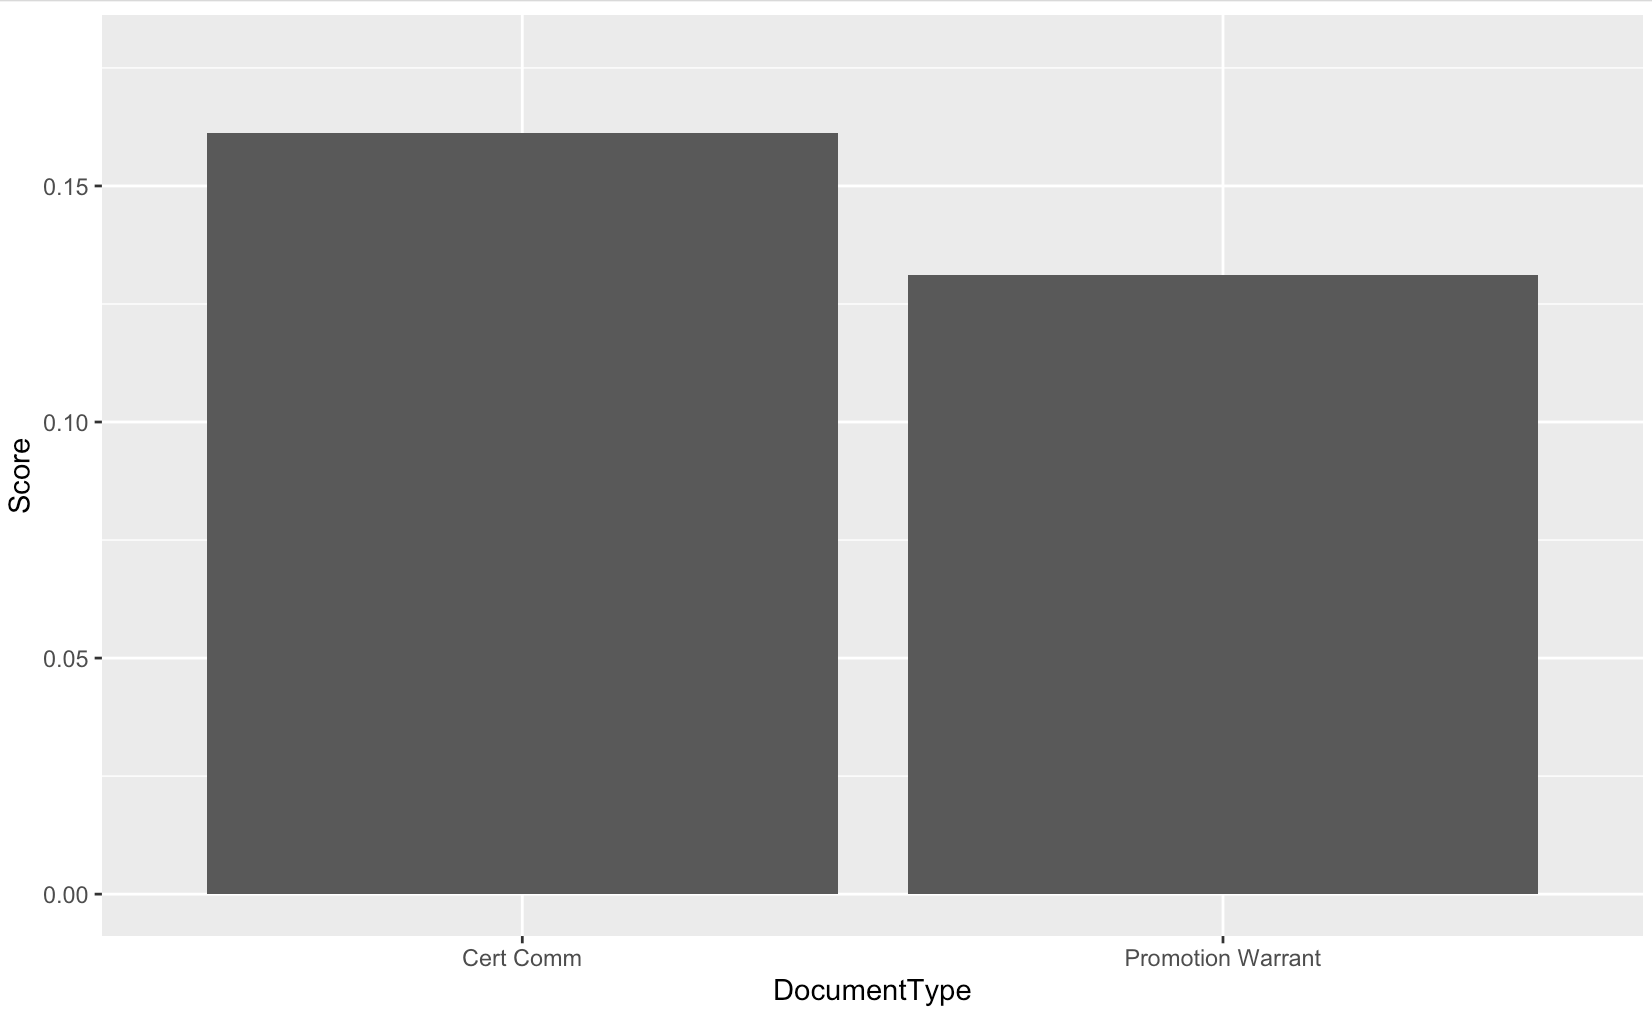 0.15
0.10
0.05
0.00
Score
Cert Comm
Promotion Warrant
DocumentType